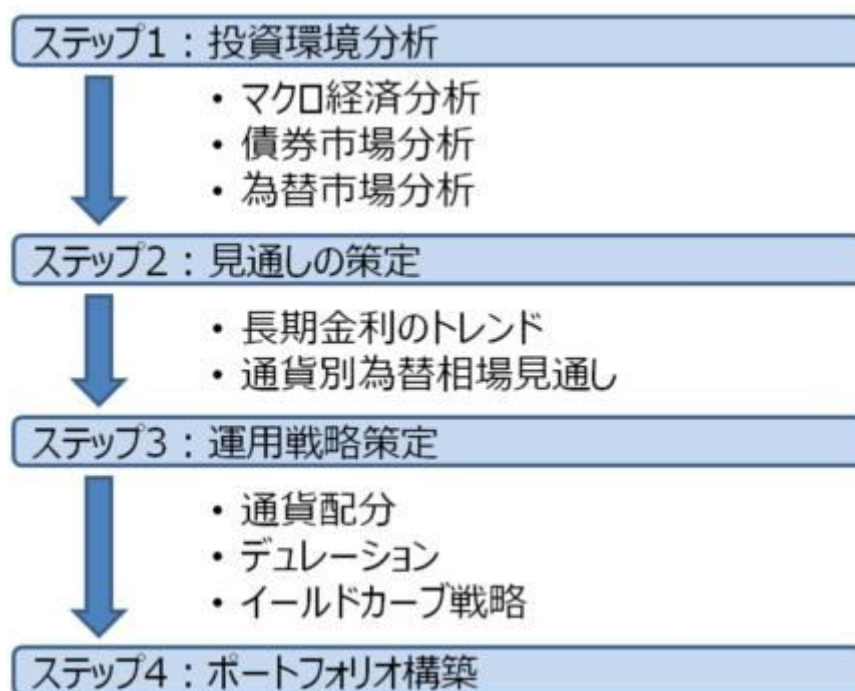 ステップ1：投資環境分析
・マクロ経済分析
・債券市場分析
・為替市場分析
ステップ2：見通しの策定
・長期金利のトレンド
・通貨別為替相場見通し
ステップ3：運用戦略策定
・通貨配分
・デュレーション
・イールドカーブ戦略
ステップ4：ポートフォリオ構築